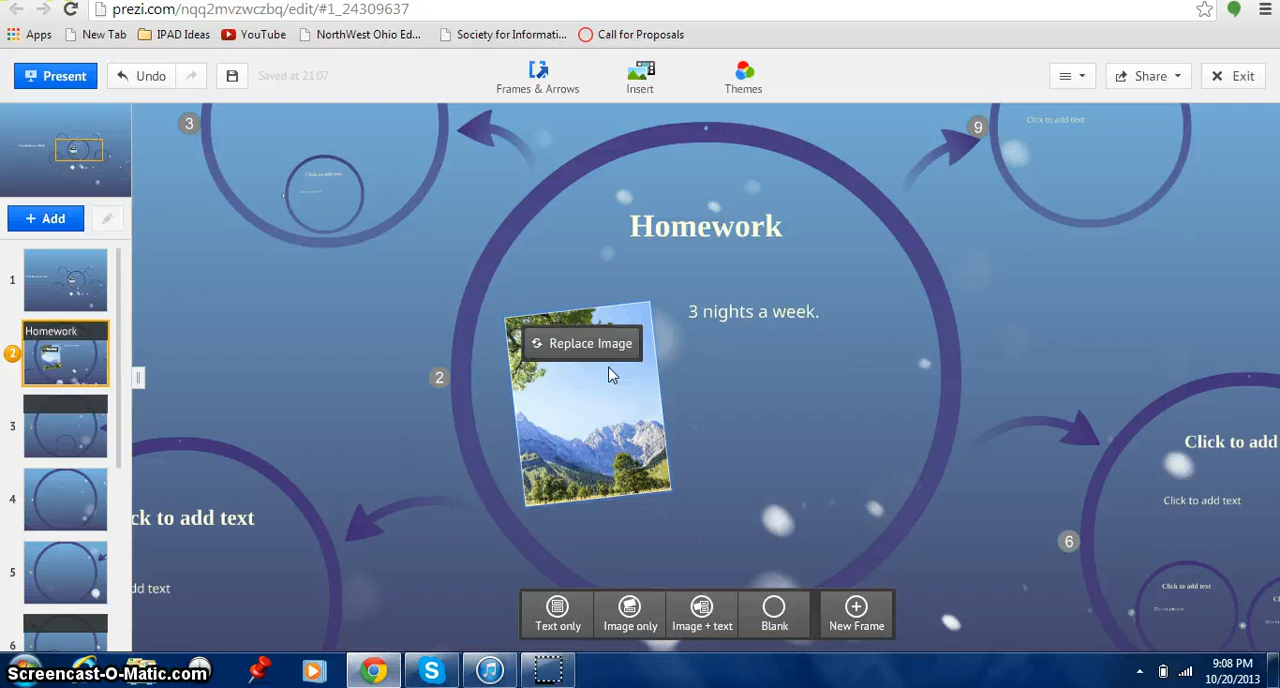 prezi.com/nqq2mvzwczbq/edit/#1_24309637
Apps New Tab IPAD Ideas YouTube NorthWest Ohio Ed... Society for Informati... Call for Proposals
Present Undo Saved at 21:07 Frames & Arrows Insert Themes Share Exit
3
Click to add text
9
Click to add text
Add
Homework
1
3 nights a week.
Homework
Replace Image
2
2
3
Click to add
Click to add text
4
ck to add text
6
5
Click to add text
dd text
Text only Image only Image + text Blank New Frame
6
Screencast-O-Matic.com
9:08 PM
10/20/2013